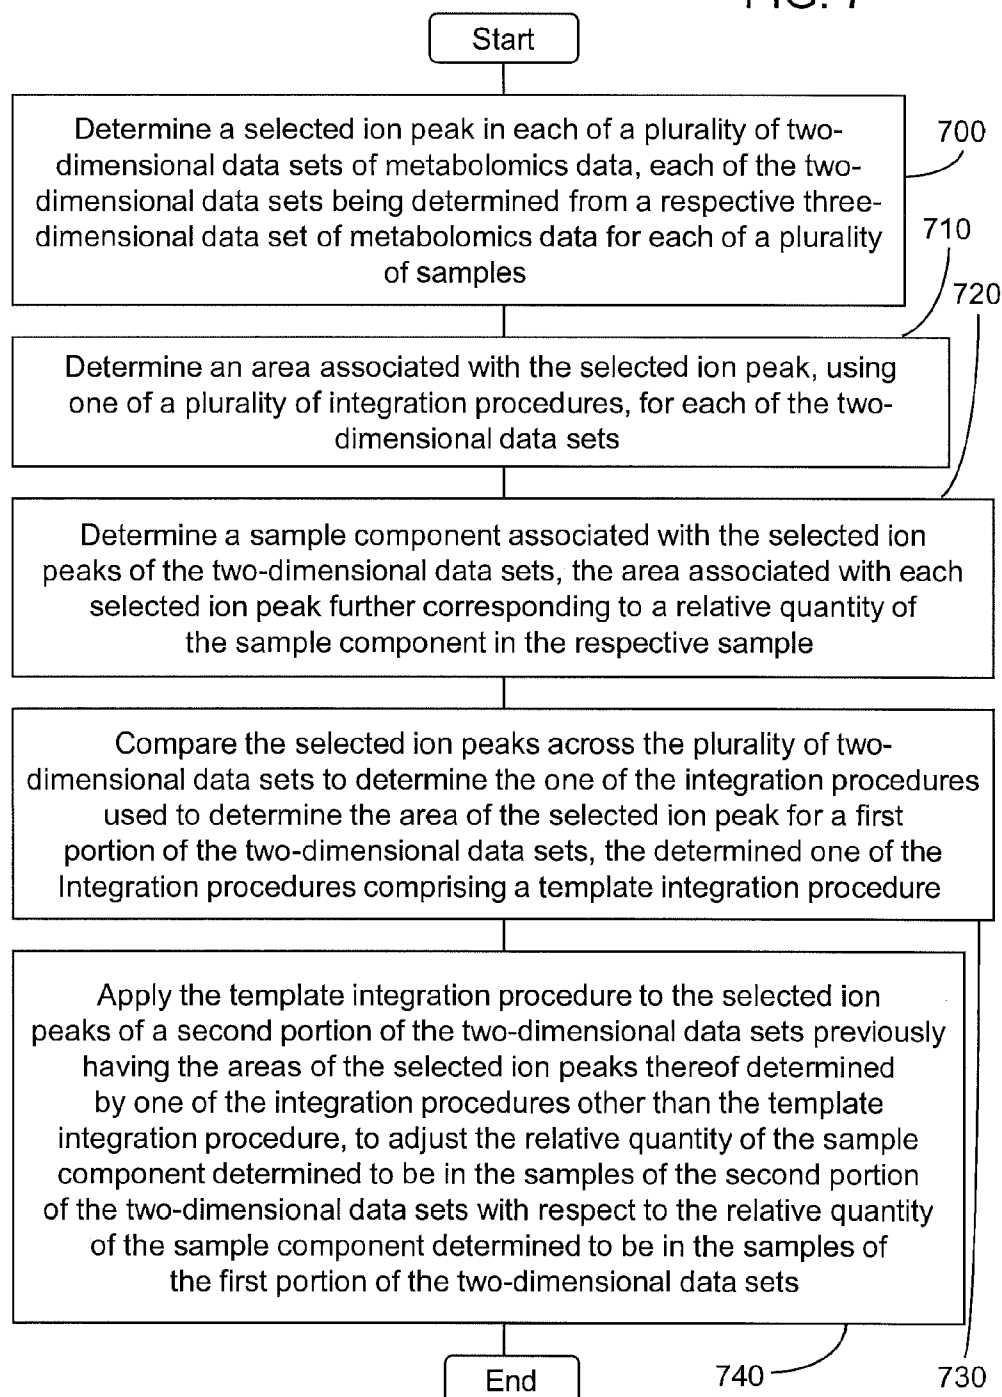 FIG. 7
Start
Determine a selected ion peak in each of a plurality of two-
dimensional data sets of metabolomics data, each of the two-
dimensional data sets being determined from a respective three-
dimensional data set of metabolomics data for each of a plurality
of samples
700
710
720
Determine an area associated with the selected ion peak, using
one of a plurality of integration procedures, for each of the two-
dimensional data sets
Determine a sample component associated with the selected ion
peaks of the two-dimensional data sets, the area associated with each
selected ion peak further corresponding to a relative quantity of
the sample component in the respective sample
Compare the selected ion peaks across the plurality of two-
dimensional data sets to determine the one of the integration procedures
used to determine the area of the selected ion peak for a first
portion of the two-dimensional data sets, the determined one of the
Integration procedures comprising a template integration procedure
Apply the template integration procedure to the selected ion
peaks of a second portion of the two-dimensional data sets previously
having the areas of the selected ion peaks thereof determined
by one of the integration procedures other than the template
integration procedure, to adjust the relative quantity of the sample
component determined to be in the samples of the second portion
of the two-dimensional data sets with respect to the relative quantity
of the sample component determined to be in the samples of
the first portion of the two-dimensional data sets
End
740
730